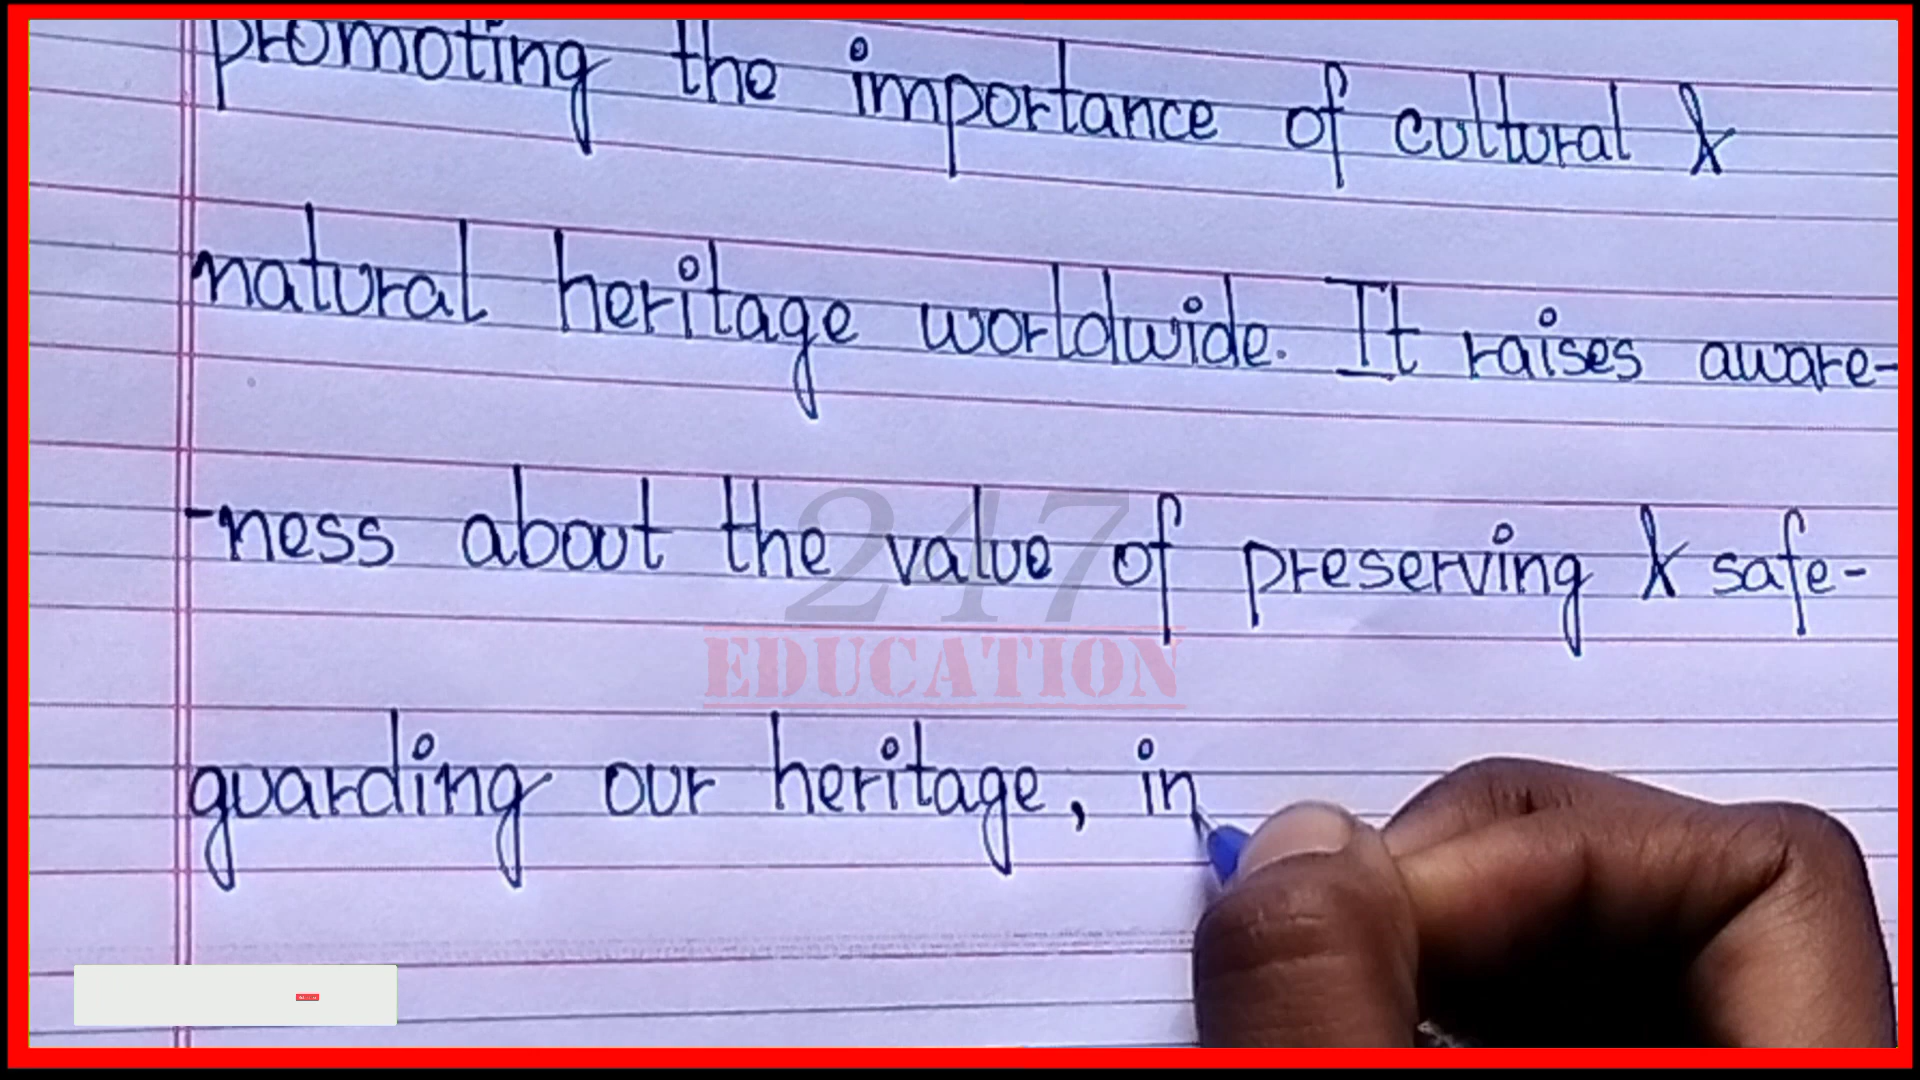 promoting the importance of cultural &
natural heritage worldwide. It raises aware-
-ness about the value of preserving & safe-
247
EDUCATION
guarding our heritage, in